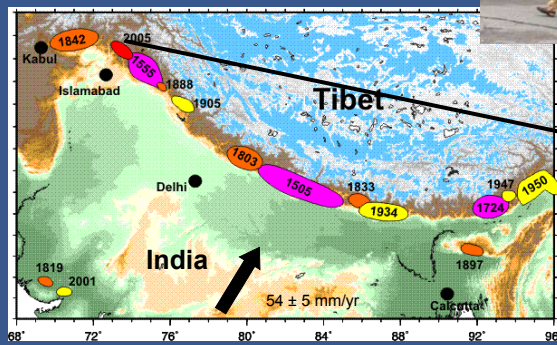 1842
2005
Kabul
1555
Islamabad
1888
1905
Tibet
1803
Delhi
1505
1833
1934
1947
1950
1724
India
1897
1819
2001
54 ± 5 mm/yr
Calcutta
68° 72° 76° 80° 84° 88° 92° 96